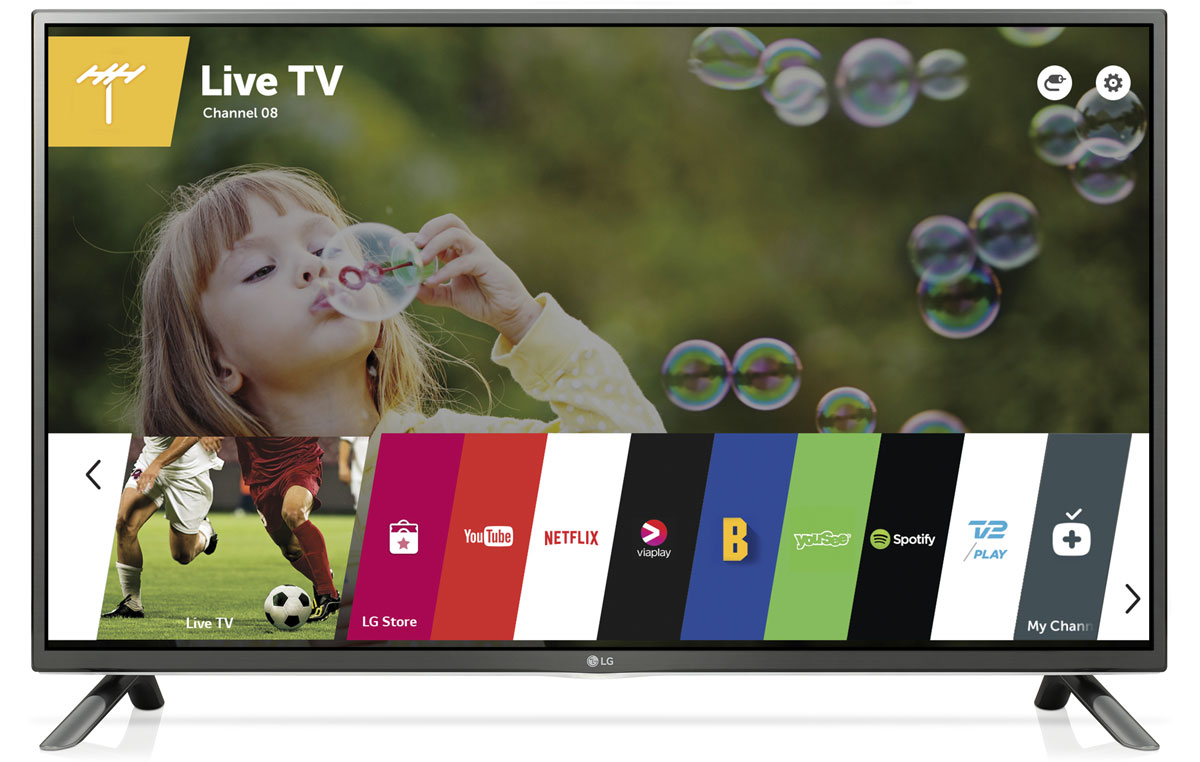 Live TV
Channel 08
Live TV
LG Store
YouTube
NETFLIX
viaplay
B
youSee
Spotify
TV2
/PLAY
My Chann
LG